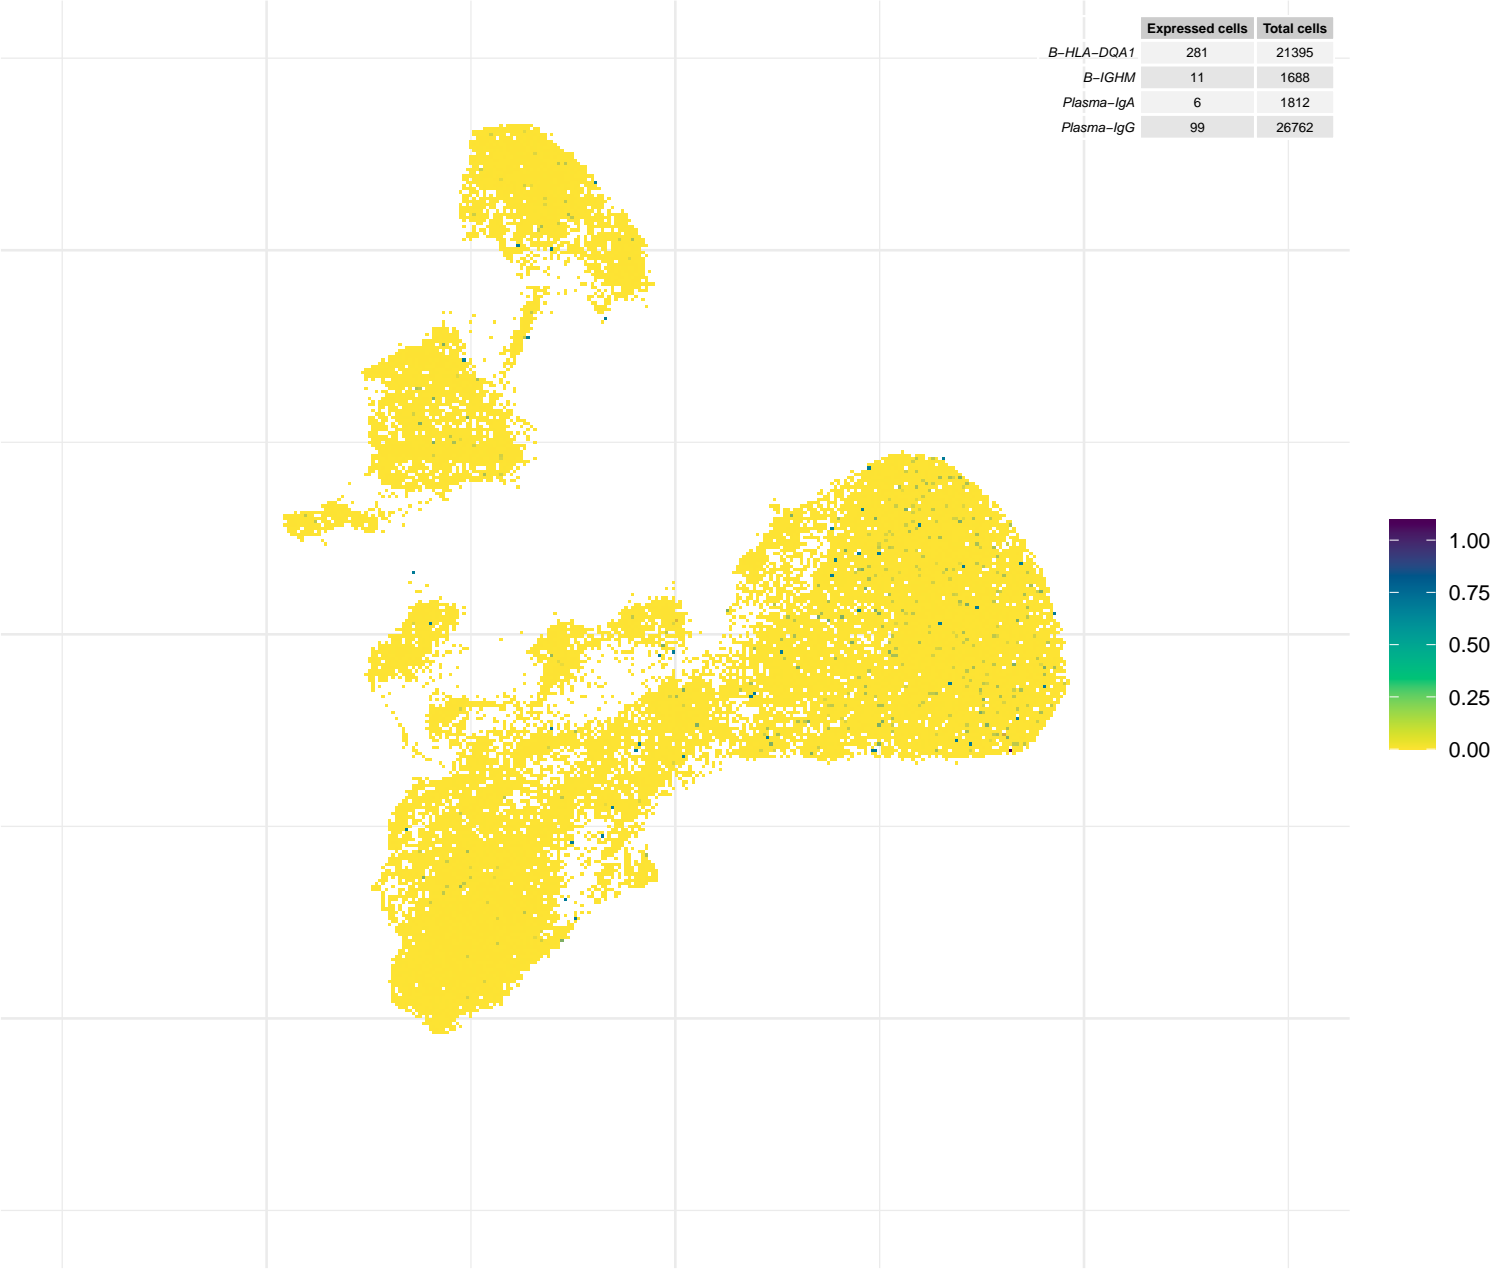 Expressed cells Total cells
B−HLA−DQA1 281 21395
B−IGHM 11 1688
Plasma−IgA 6 1812
Plasma−IgG 99 26762
1.00
0.75
0.50
0.25
0.00